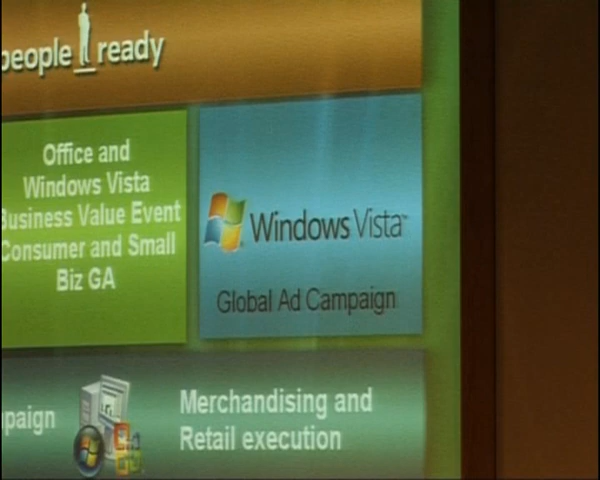 people ready
Office and
Windows Vista
Business Value Event
Consumer and Small
Biz GA
Windows Vista™
Global Ad Campaign
paign
Merchandising and
Retail execution